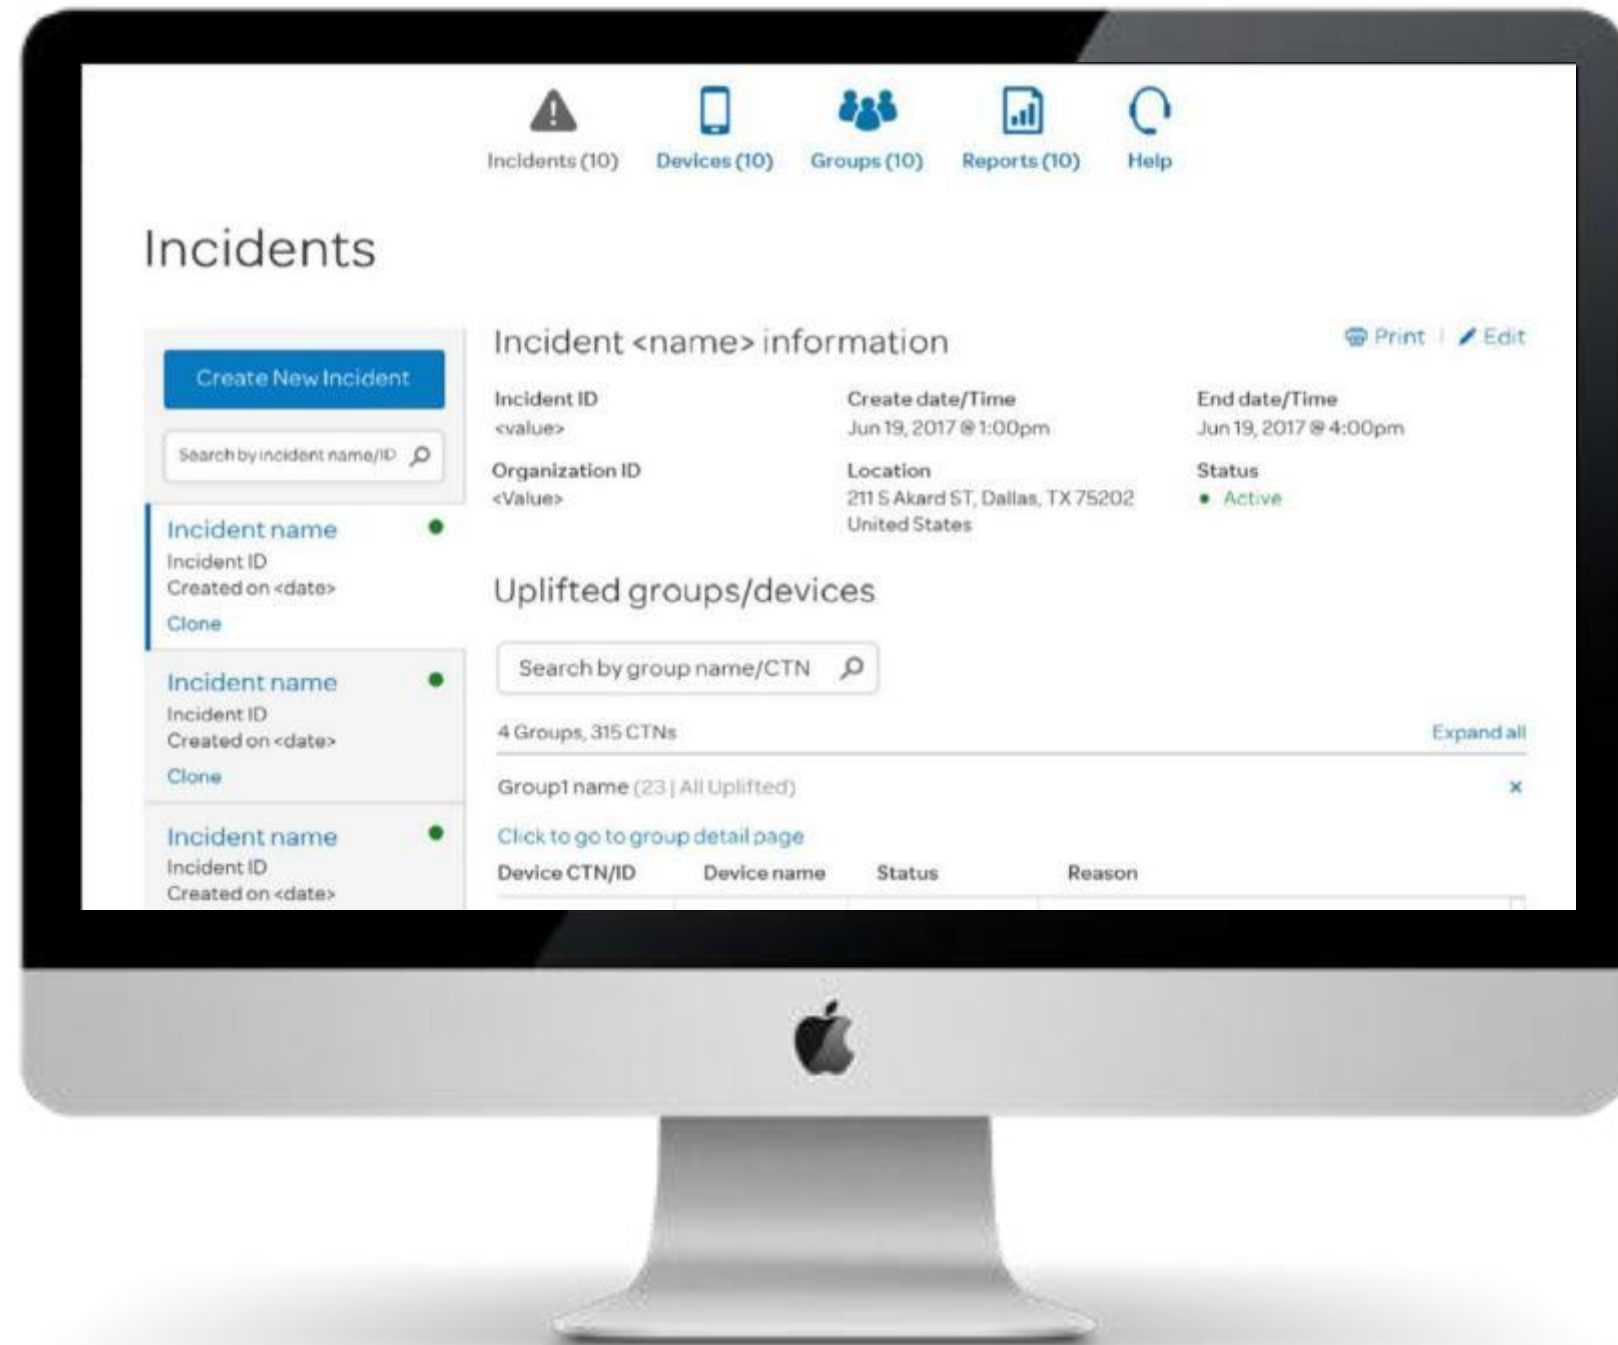 Incidents (10) Devices (10) Groups (10) Reports (10) Help
Incidents
Create New Incident
Search by incident name/ID
Incident name
Incident ID
Created on <date>
Clone
Incident name
Incident ID
Created on <date>
Clone
Incident name
Incident ID
Created on <date>
Incident <name> information
Print | Edit
Incident ID Create date/Time End date/Time
<value> Jun 19, 2017 @ 1:00pm Jun 19, 2017 @ 4:00pm
Organization ID Location Status
<Value> 211 S Akard ST, Dallas, TX 75202 Active
United States
Uplifted groups/devices
Search by group name/CTN
4 Groups, 315 CTNs Expand all
Group1 name (23 | All Uplifted) ×
Click to go to group detail page
Device CTN/ID Device name Status Reason